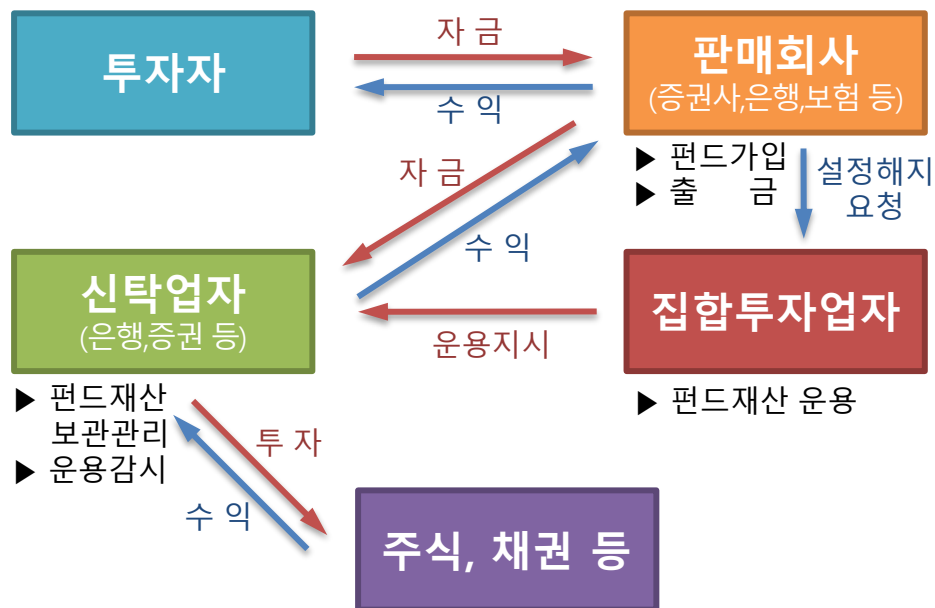 투자자
자 금
수 익
판매회사
(증권사,은행,보험 등)
▶ 펀드가입
▶ 출 금
설정해지
요청
자 금
수 익
신탁업자
(은행,증권 등)
운용지시
집합투자업자
▶ 펀드재산
보관관리
▶ 운용감시
▶ 펀드재산 운용
투 자
수 익
주식, 채권 등